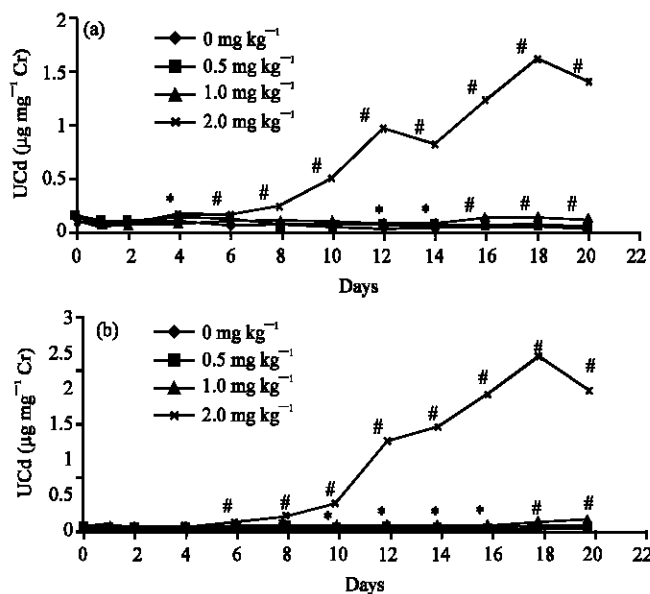 (a)
0 mg kg⁻¹
0.5 mg kg⁻¹
1.0 mg kg⁻¹
2.0 mg kg⁻¹
UCd (µg mg⁻¹ Cr)
2
1.5
1
0.5
0
* # # # # # # # #
* * # # #
0 2 4 6 8 10 12 14 16 18 20 22
Days
(b)
0 mg kg⁻¹
0.5 mg kg⁻¹
1.0 mg kg⁻¹
2.0 mg kg⁻¹
UCd (µg mg⁻¹ Cr)
3
2.5
2
1.5
1
0.5
0
# # # # # # # #
* * * * # #
0 2 4 6 8 10 12 14 16 18 20 22
Days